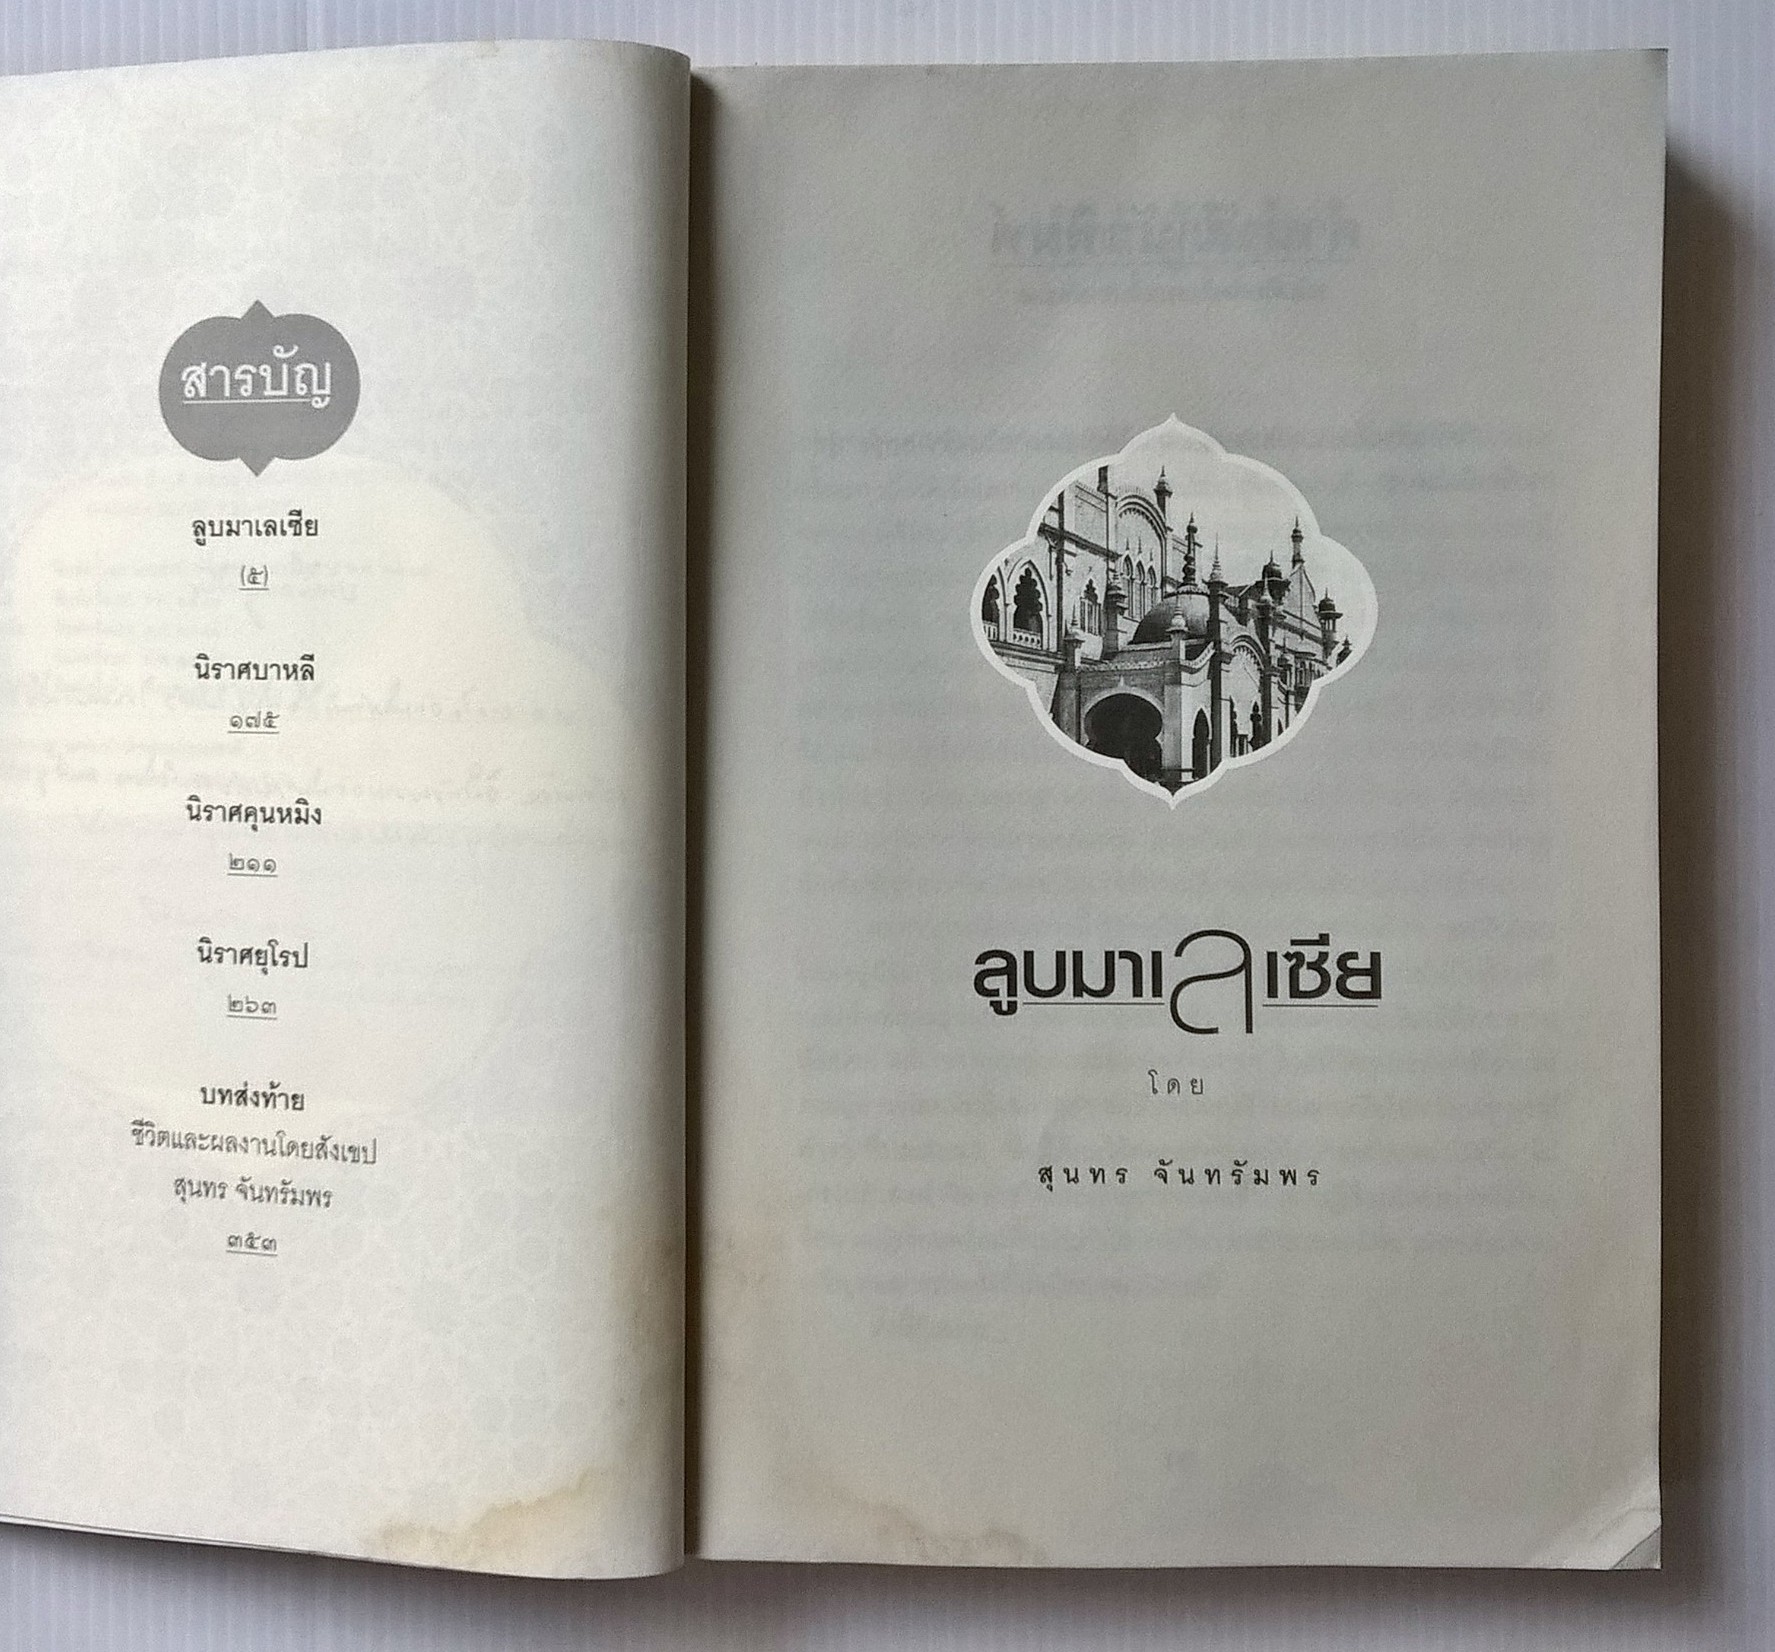 สารบัญ
ลูบมาเลเซีย
(๕)
นิราศบาหลี
๑๗๕
นิราศคุนหมิง
๒๑๑
นิราศยุโรป
๒๖๓
บทส่งท้าย
ชีวิตและผลงานโดยสังเขป
สุนทร จันทรัมพร
๓๕๓
ลูบมาเลเซีย
โดย
สุนทร จันทรัมพร